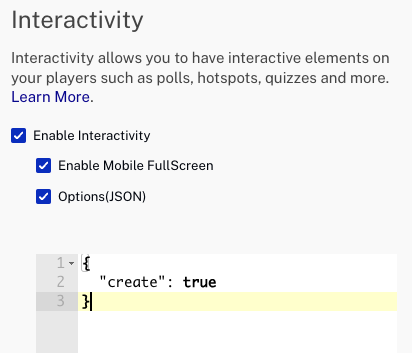 Interactivity
Interactivity allows you to have interactive elements on
your players such as polls, hotspots, quizzes and more.
Learn More.
Enable Interactivity
Enable Mobile FullScreen
Options(JSON)
1 {
2 "create": true
3 }